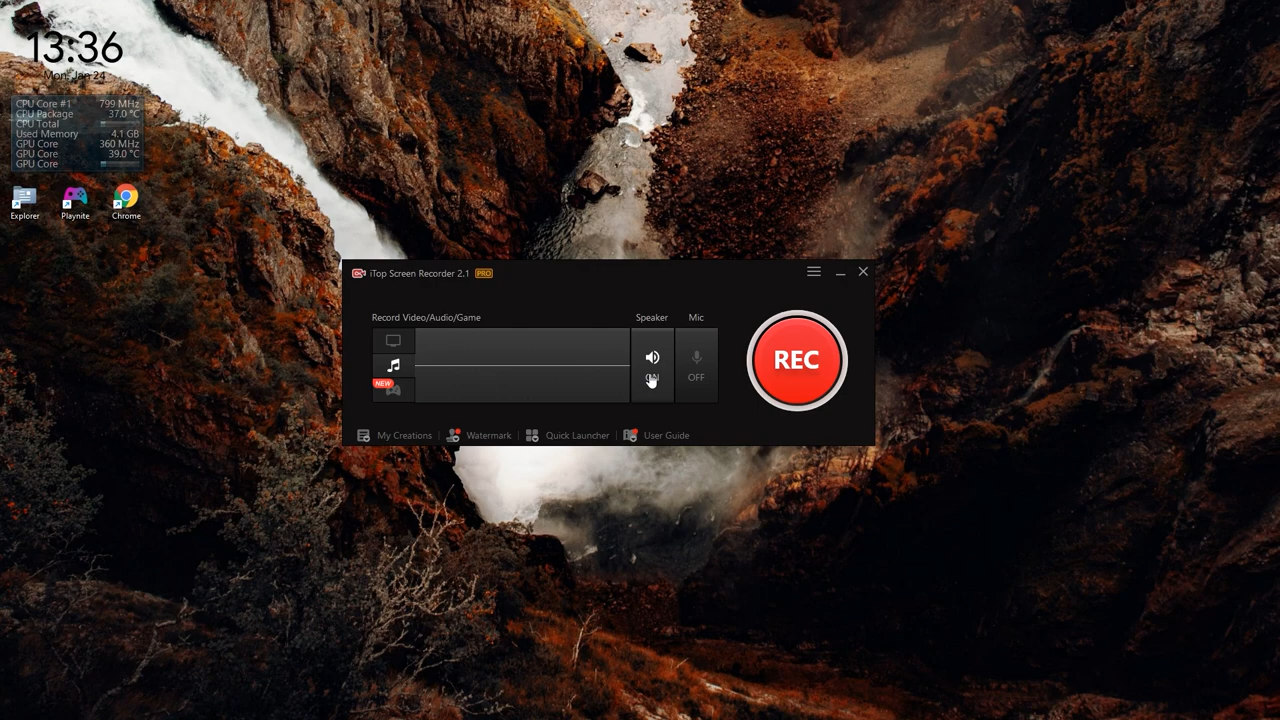 13:36
Mon, Jan 24
CPU Core #1 799 MHz
CPU Package 37.0 °C
CPU Total
Used Memory 4.1 GB
GPU Core 360 MHz
GPU Core 39.0 °C
GPU Core
Explorer Playnite Chrome
iTop Screen Recorder 2.1 PRO
Record Video/Audio/Game Speaker Mic
NEW
OFF
REC
My Creations Watermark Quick Launcher User Guide